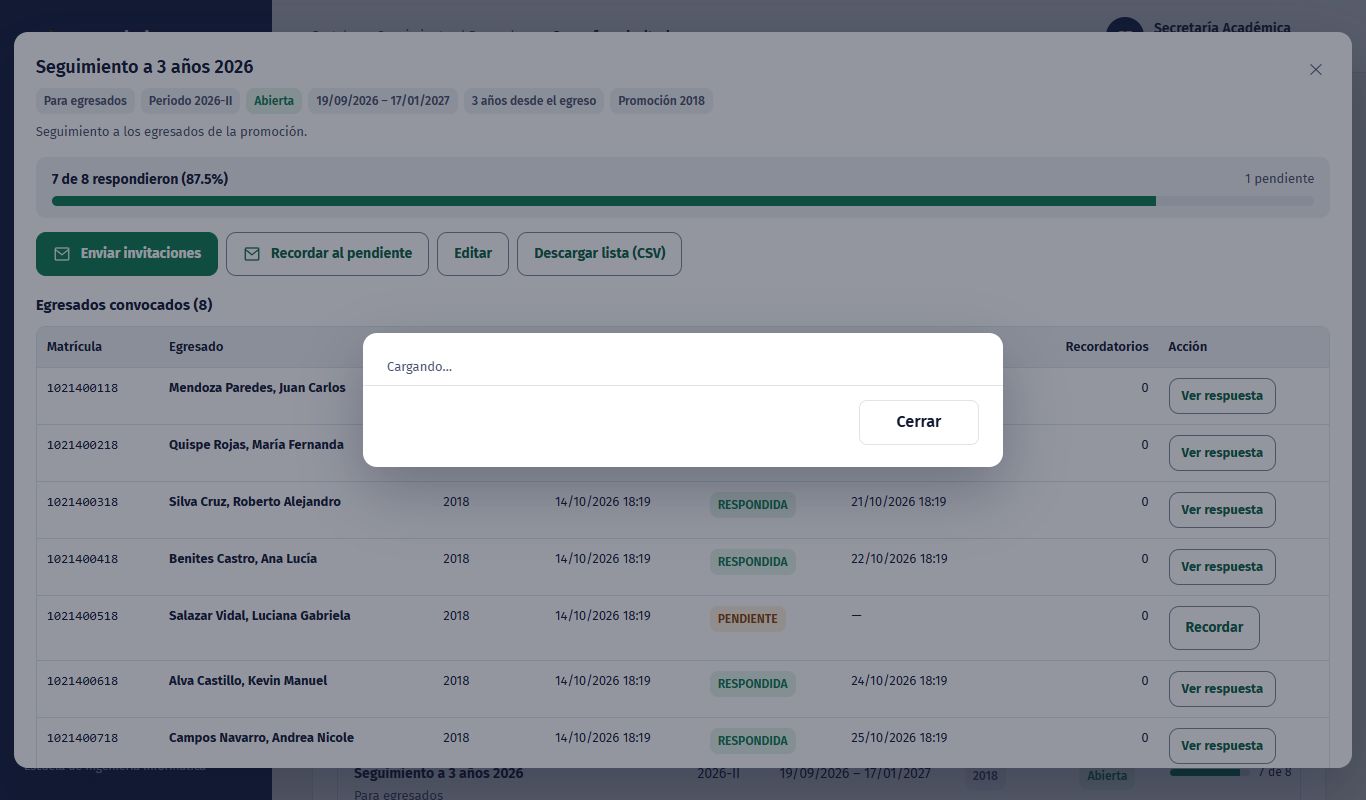 Secretaría Académica
Seguimiento a 3 años 2026
Para egresados
Periodo 2026-II
Abierta
19/09/2026 – 17/01/2027
3 años desde el egreso
Promoción 2018
Seguimiento a los egresados de la promoción.
7 de 8 respondieron (87.5%)
1 pendiente
Enviar invitaciones
Recordar al pendiente
Editar
Descargar lista (CSV)
Egresados convocados (8)
Matrícula Egresado Recordatorios Acción
1021400118 Mendoza Paredes, Juan Carlos 0 Ver respuesta
Cargando...
Cerrar
1021400218 Quispe Rojas, María Fernanda 0 Ver respuesta
1021400318 Silva Cruz, Roberto Alejandro 2018 14/10/2026 18:19 RESPONDIDA 21/10/2026 18:19 0 Ver respuesta
1021400418 Benites Castro, Ana Lucía 2018 14/10/2026 18:19 RESPONDIDA 22/10/2026 18:19 0 Ver respuesta
1021400518 Salazar Vidal, Luciana Gabriela 2018 14/10/2026 18:19 PENDIENTE — 0 Recordar
1021400618 Alva Castillo, Kevin Manuel 2018 14/10/2026 18:19 RESPONDIDA 24/10/2026 18:19 0 Ver respuesta
1021400718 Campos Navarro, Andrea Nicole 2018 14/10/2026 18:19 RESPONDIDA 25/10/2026 18:19 0 Ver respuesta
Seguimiento a 3 años 2026 2026-II 19/09/2026 – 17/01/2027 2018 Abierta 7 de 8
Para egresados